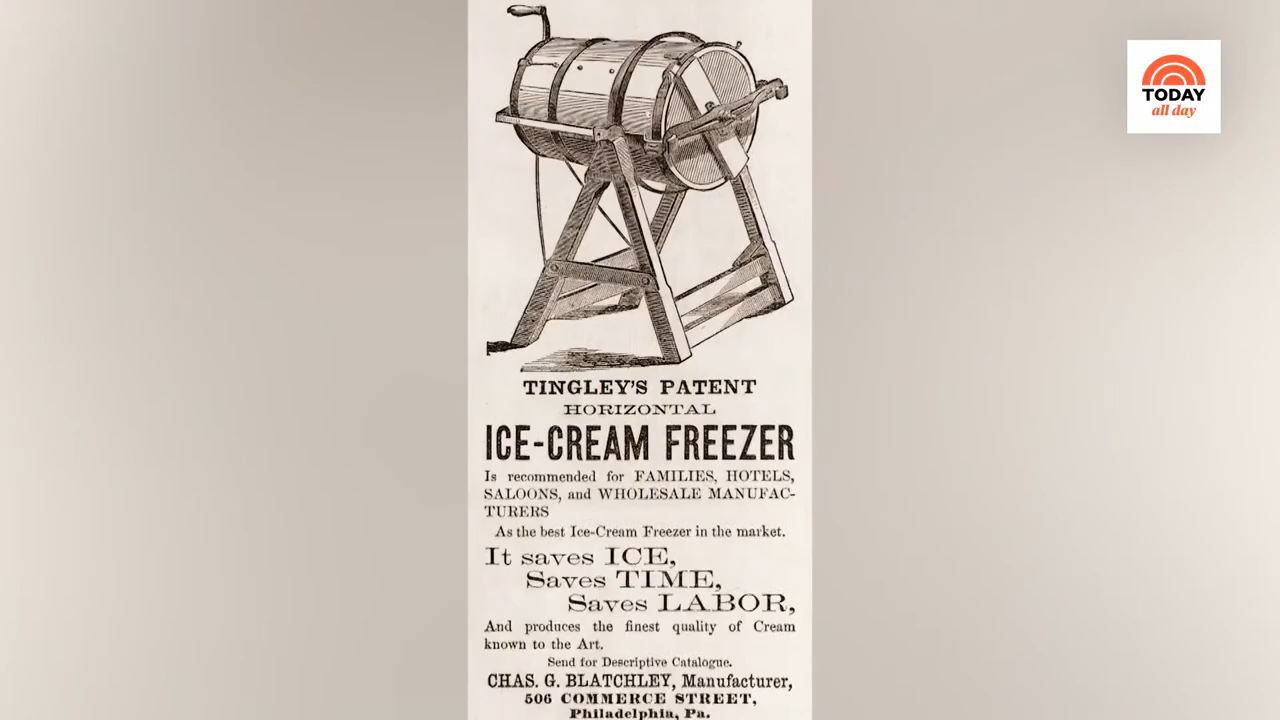 TODAY
all day
TINGLEY'S PATENT
HORIZONTAL
ICE-CREAM FREEZER
Is recommended for FAMILIES, HOTELS,
SALOONS, and WHOLESALE MANUFAC-
TURERS
As the best Ice-Cream Freezer in the market.
It saves ICE,
Saves TIME,
Saves LABOR,
And produces the finest quality of Cream
known to the Art.
Send for Descriptive Catalogue.
CHAS. G. BLATCHLEY, Manufacturer,
506 COMMERCE STREET,
Philadelphia, Pa.